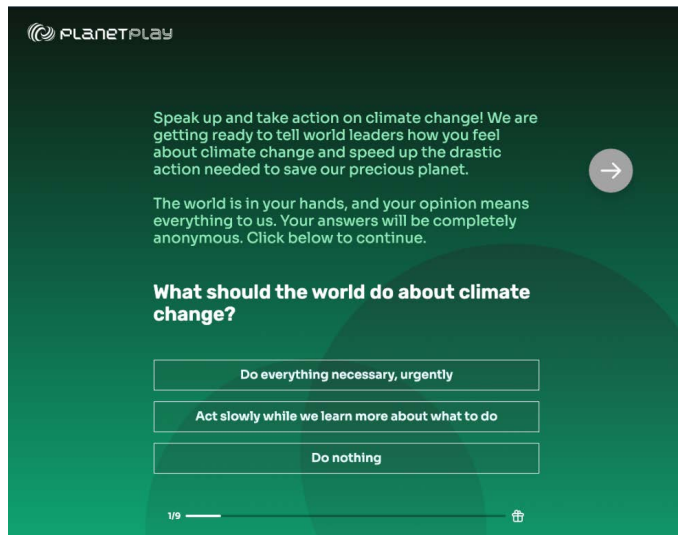 PLANETPLAY
Speak up and take action on climate change! We are
getting ready to tell world leaders how you feel
about climate change and speed up the drastic
action needed to save our precious planet.
The world is in your hands, and your opinion means
everything to us. Your answers will be completely
anonymous. Click below to continue.
What should the world do about climate
change?
Do everything necessary, urgently
Act slowly while we learn more about what to do
Do nothing
1/9